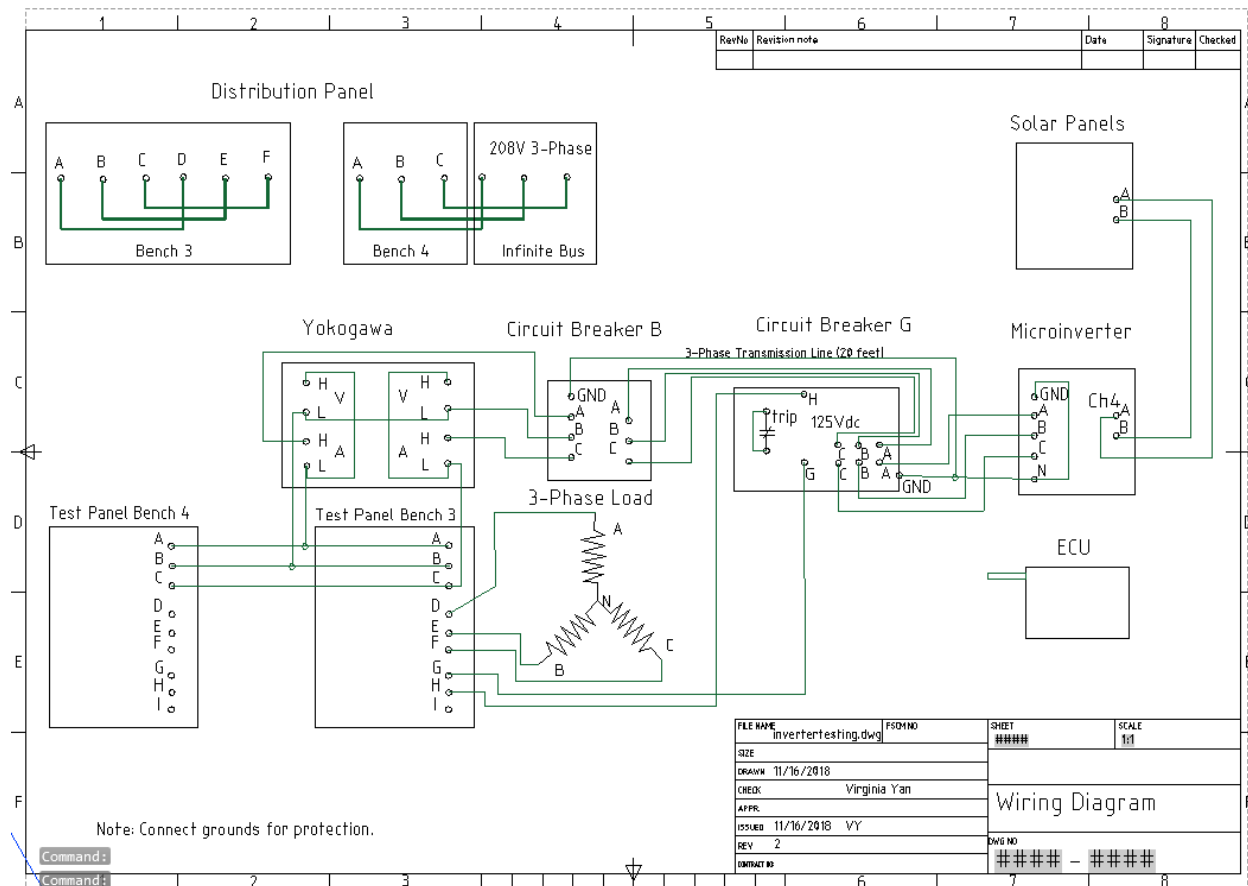 1 2 3 4 5 6 7 8
RevNo Revision note Date Signature Checked
A
Distribution Panel
Solar Panels
A B C D E F
Bench 3
A B C
Bench 4
208V 3-Phase
Infinite Bus
A
B
B
Yokogawa
Circuit Breaker B
Circuit Breaker G
Microinverter
3-Phase Transmission Line (20 feet)
C
H
L
V
H
L
A
H
L
V
H
L
A
GND
A
B
C
A
B
C
H
trip
125Vdc
C B A
C B A
G
GND
GND
A
B
C
N
Ch4
A
B
D
Test Panel Bench 4
A
B
C
D
E
F
G
H
I
Test Panel Bench 3
A
B
C
D
E
F
G
H
I
3-Phase Load
A
N
B
C
ECU
E
F
Note: Connect grounds for protection.
Command:
Command:
FILE NAME invertertesting.dwg FSCM NO SHEET #### SCALE 1:1
SIZE
DRAWN 11/16/2018
CHECK Virginia Yan
APPR.
ISSUED 11/16/2018 VY
REV 2
CONTRACT NO
Wiring Diagram
DWG NO
#### - ####
2 3 4 5 6 7 8